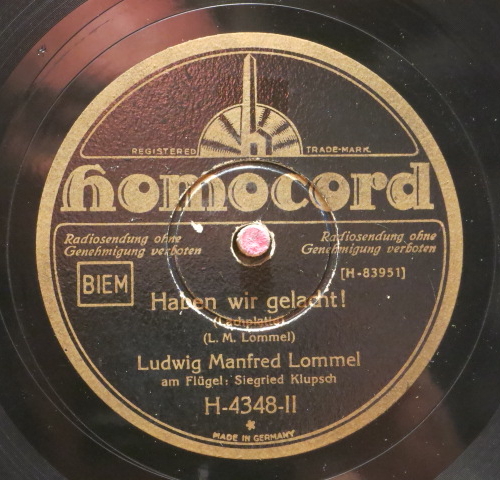 REGISTERED TRADE-MARK
homocord
Radiosendung ohne
Genehmigung verboten
Radiosendung ohne
Genehmigung verboten
BIEM
[H-83951]
Haben wir gelacht!
(Lachplatte)
(L. M. Lommel)
Ludwig Manfred Lommel
am Flügel: Siegried Klupsch
H-4348-II
MADE IN GERMANY